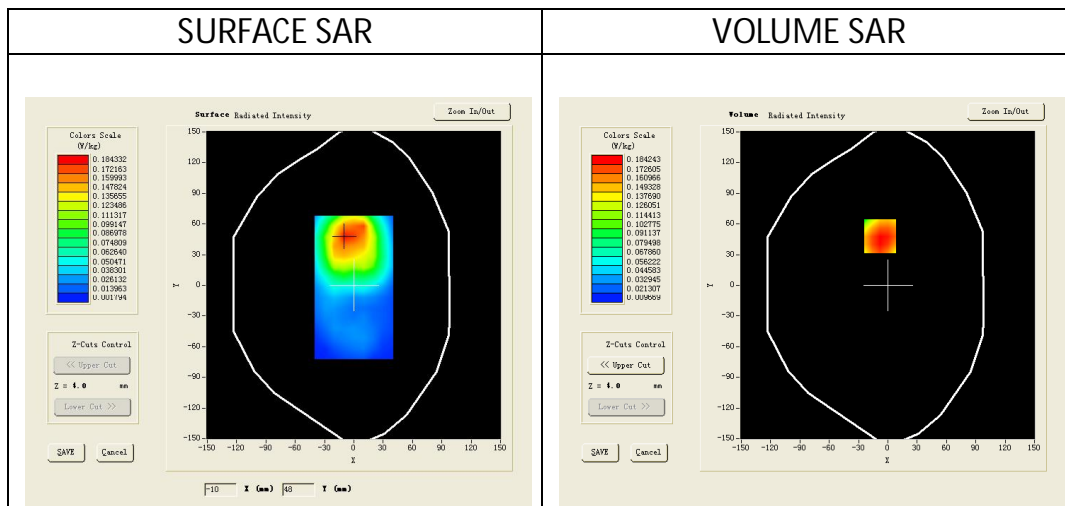 SURFACE SAR
VOLUME SAR
Surface Radiated Intensity
Zoom In/Out
Colors Scale
(W/kg)
0.184332
0.172163
0.159993
0.147824
0.135655
0.123486
0.111317
0.099147
0.086978
0.074809
0.062640
0.050471
0.038301
0.026132
0.013963
0.001794
Z-Cuts Control
<< Upper Cut
Z = 4.0 mm
Lower Cut >>
SAVE Cancel
150
120
90
60
30
0
-30
-60
-90
-120
-150
Y
-150 -120 -90 -60 -30 0 30 60 90 120 150
X
-10 X (mm) 48 Y (mm)
Volume Radiated Intensity
Zoom In/Out
Colors Scale
(W/kg)
0.184243
0.172605
0.160966
0.149328
0.137690
0.126051
0.114413
0.102775
0.091137
0.079498
0.067860
0.056222
0.044583
0.032945
0.021307
0.009669
Z-Cuts Control
<< Upper Cut
Z = 4.0 mm
Lower Cut >>
SAVE Cancel
150
120
90
60
30
0
-30
-60
-90
-120
-150
Y
-150 -120 -90 -60 -30 0 30 60 90 120 150
X